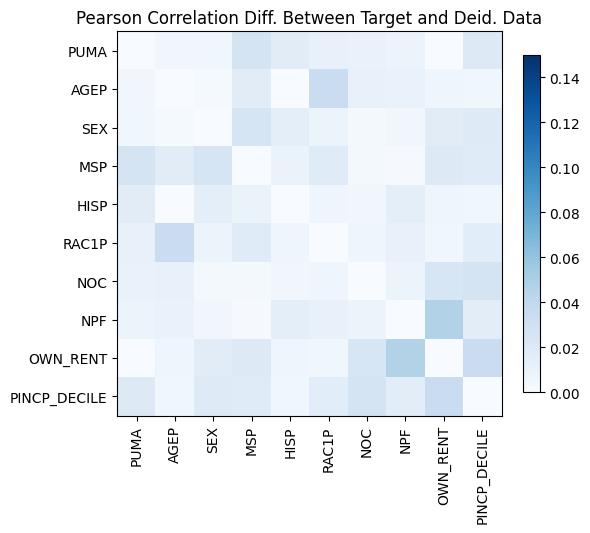 Pearson Correlation Diff. Between Target and Deid. Data
PUMA
AGEP
SEX
MSP
HISP
RAC1P
NOC
NPF
OWN_RENT
PINCP_DECILE
PUMA
AGEP
SEX
MSP
HISP
RAC1P
NOC
NPF
OWN_RENT
PINCP_DECILE
0.14
0.12
0.10
0.08
0.06
0.04
0.02
0.00